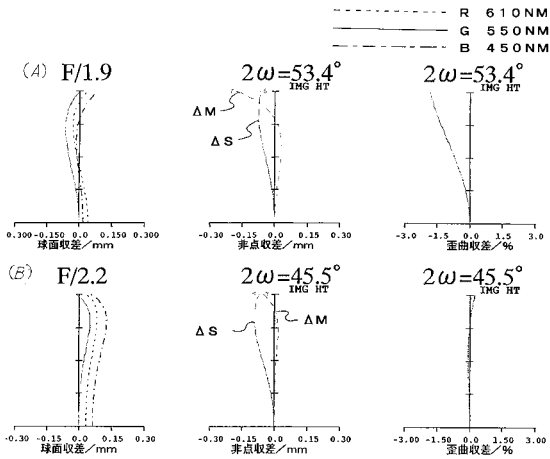 R 610NM
G 550NM
B 450NM
(A) F/1.9 2ω=53.4° 2ω=53.4°
IMG HT IMG HT
ΔM
ΔS
0.300 -0.150 0.0 0.150 0.300 -0.30 -0.15 0.0 0.15 0.30 -3.0 -1.5 0.0 1.5 3.0
球面収差/mm 非点収差/mm 歪曲収差/%
(B) F/2.2 2ω=45.5° 2ω=45.5°
IMG HT IMG HT
ΔS ΔM
-0.30 -0.15 0.0 0.15 0.30 -0.30 -0.15 0.0 0.15 0.30 -3.00 -1.50 0.0 1.50 3.0
球面収差/mm 非点収差/mm 歪曲収差/%